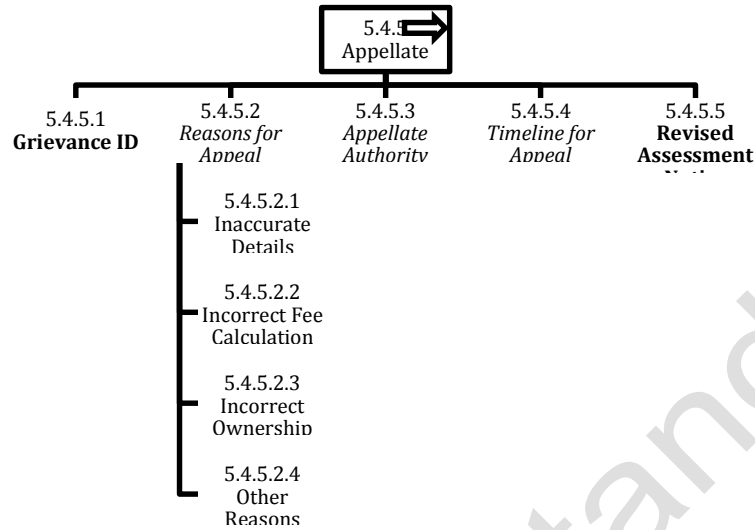 5.4.5
Appellate
5.4.5.1
Grievance ID
5.4.5.2
Reasons for
Appeal
5.4.5.3
Appellate
Authority
5.4.5.4
Timeline for
Appeal
5.4.5.5
Revised
Assessment
5.4.5.2.1
Inaccurate
Details
5.4.5.2.2
Incorrect Fee
Calculation
5.4.5.2.3
Incorrect
Ownership
5.4.5.2.4
Other
Reasons